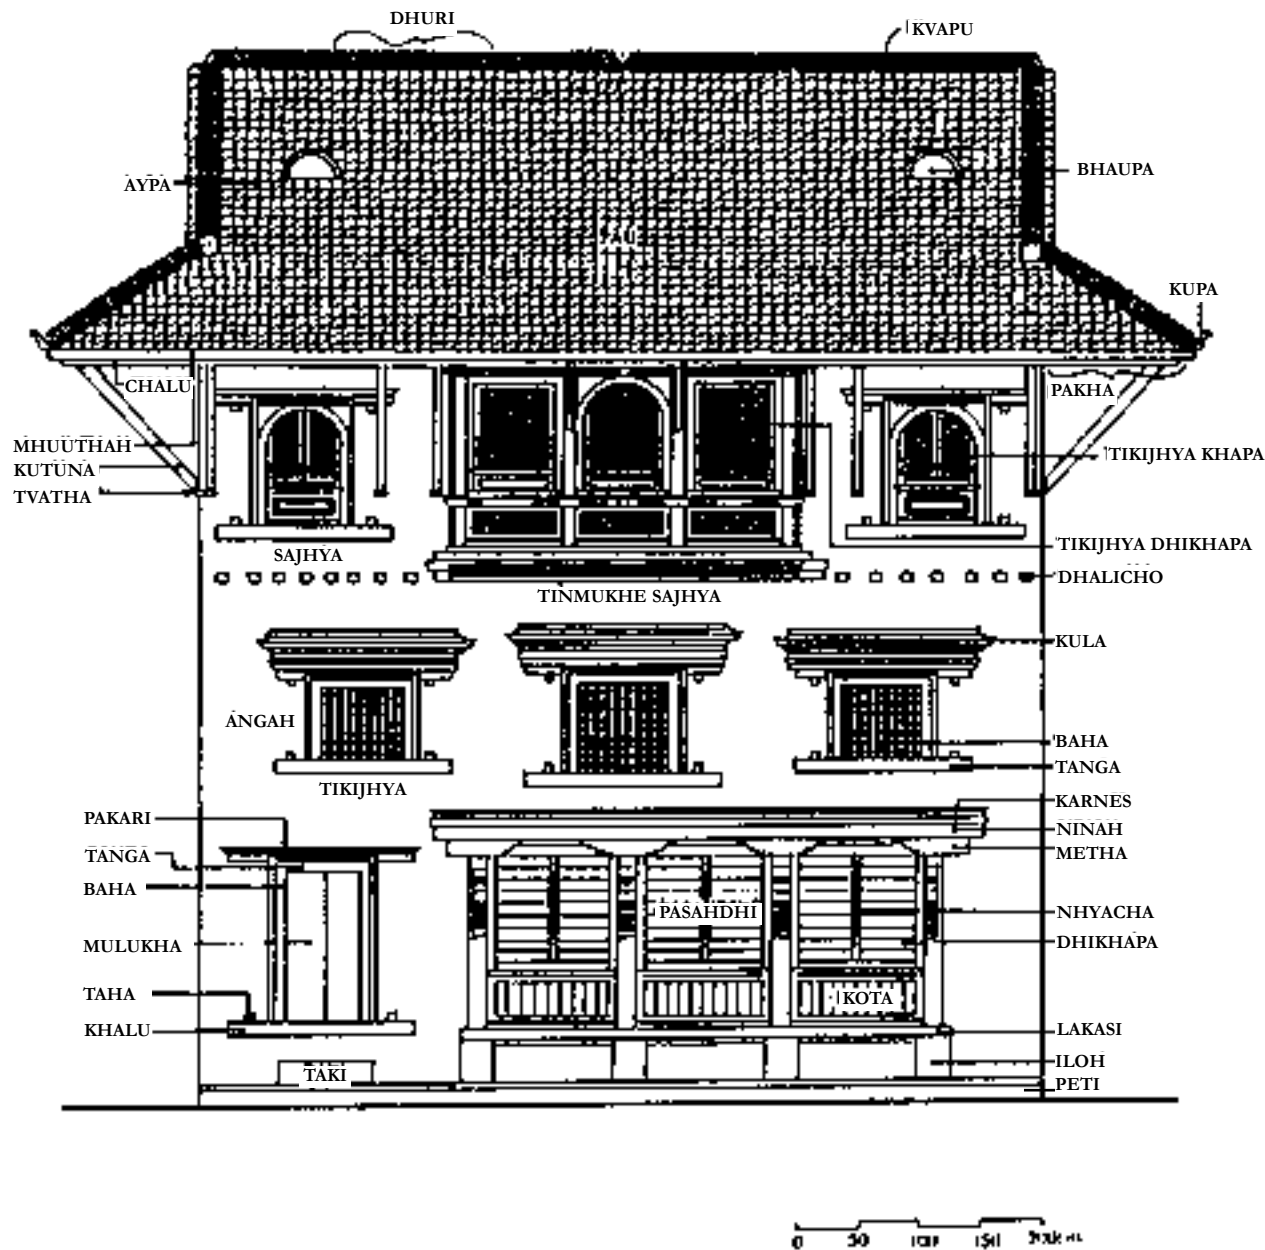 DHURI
KVAPU
AYPA
BHAUPA
KUPA
CHALU
PAKHA
MHUUTHAH
KUTUNA
TVATHA
TIKIJHYA KHAPA
SAJHYA
TIKIJHYA DHIKHAPA
DHALICHO
TINMUKHE SAJHYA
KULA
ANGAH
BAHA
TANGA
TIKIJHYA
KARNES
PAKARI
NINAH
TANGA
METHA
BAHA
PASAHDHI
NHYACHA
MULUKHA
DHIKHAPA
TAHA
KOTA
KHALU
LAKASI
ILOH
TAKI
PETI
0 50 100 150